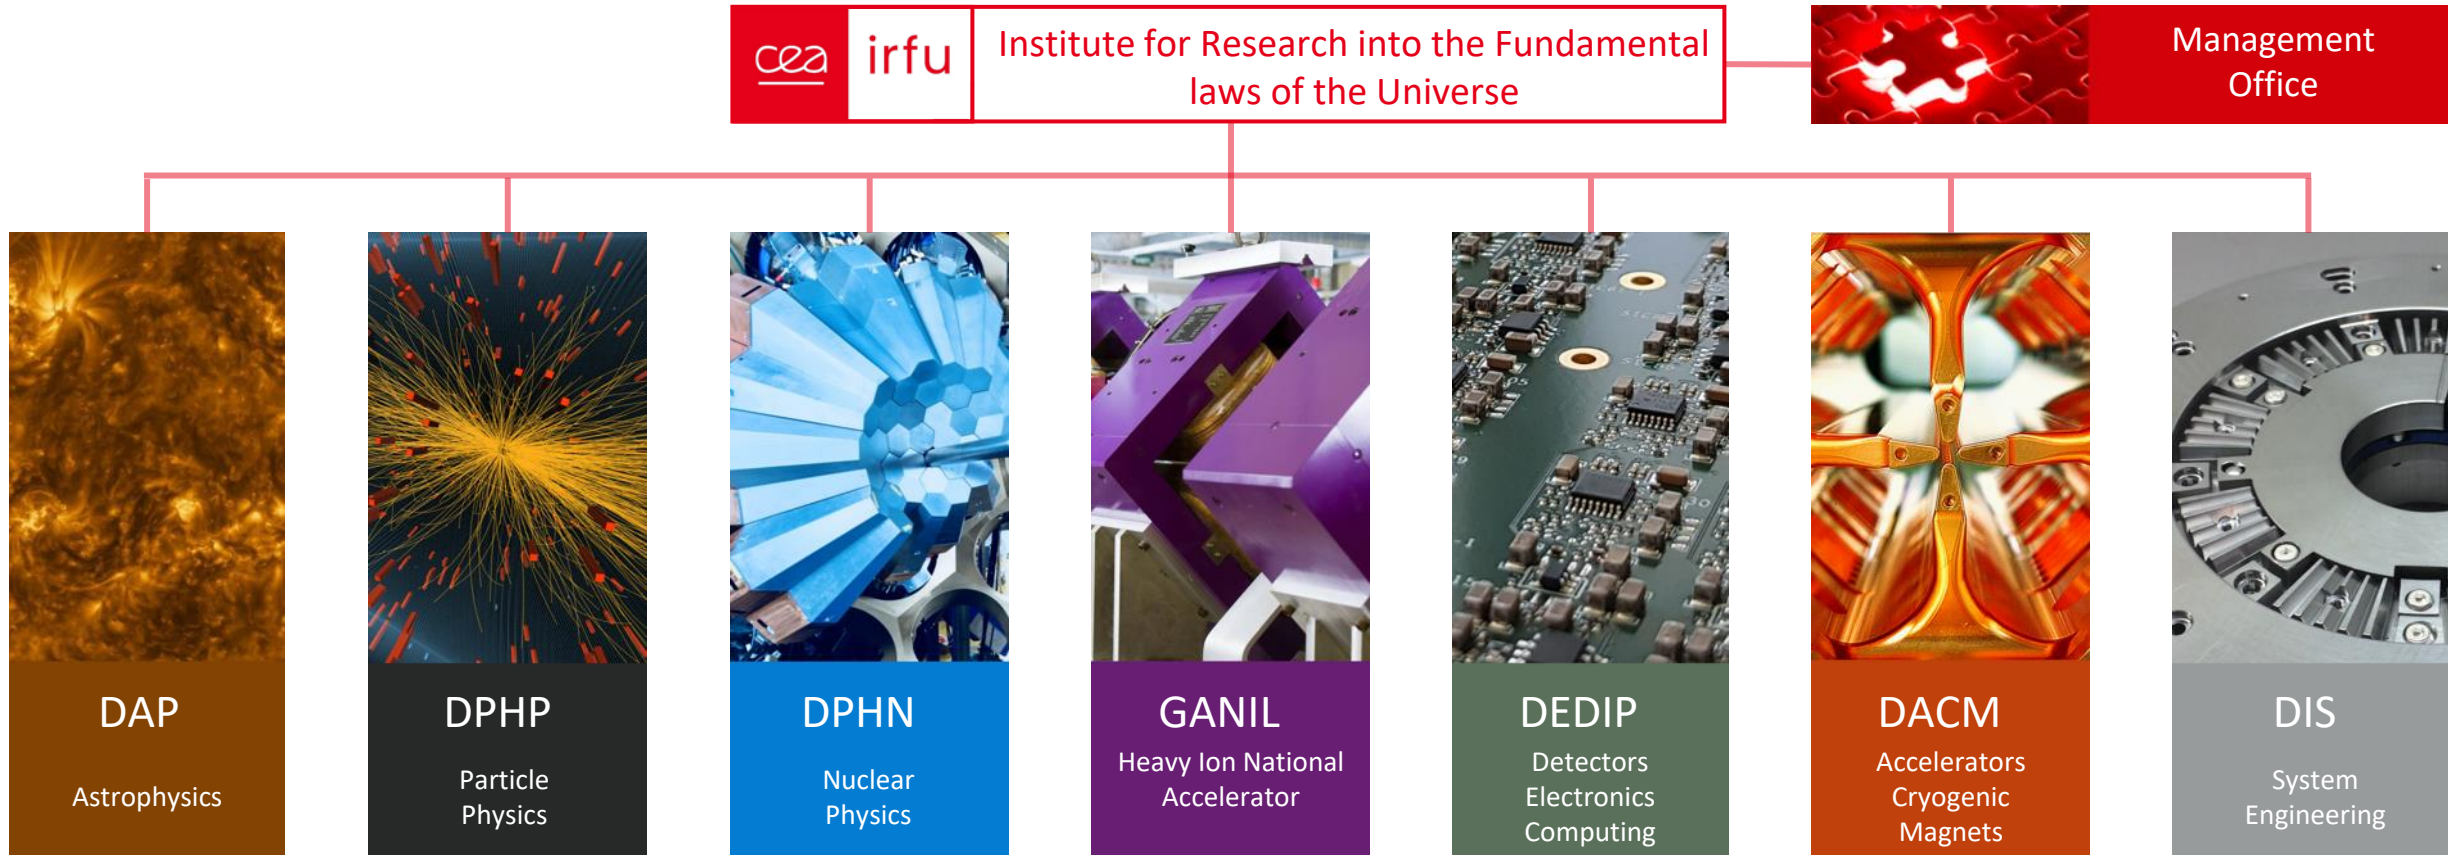 cea
irfu
Institute for Research into the Fundamental
laws of the Universe
Management
Office
DAP
Astrophysics
DPHP
Particle
Physics
DPHN
Nuclear
Physics
GANIL
Heavy Ion National
Accelerator
DEDIP
Detectors
Electronics
Computing
DACM
Accelerators
Cryogenic
Magnets
DIS
System
Engineering